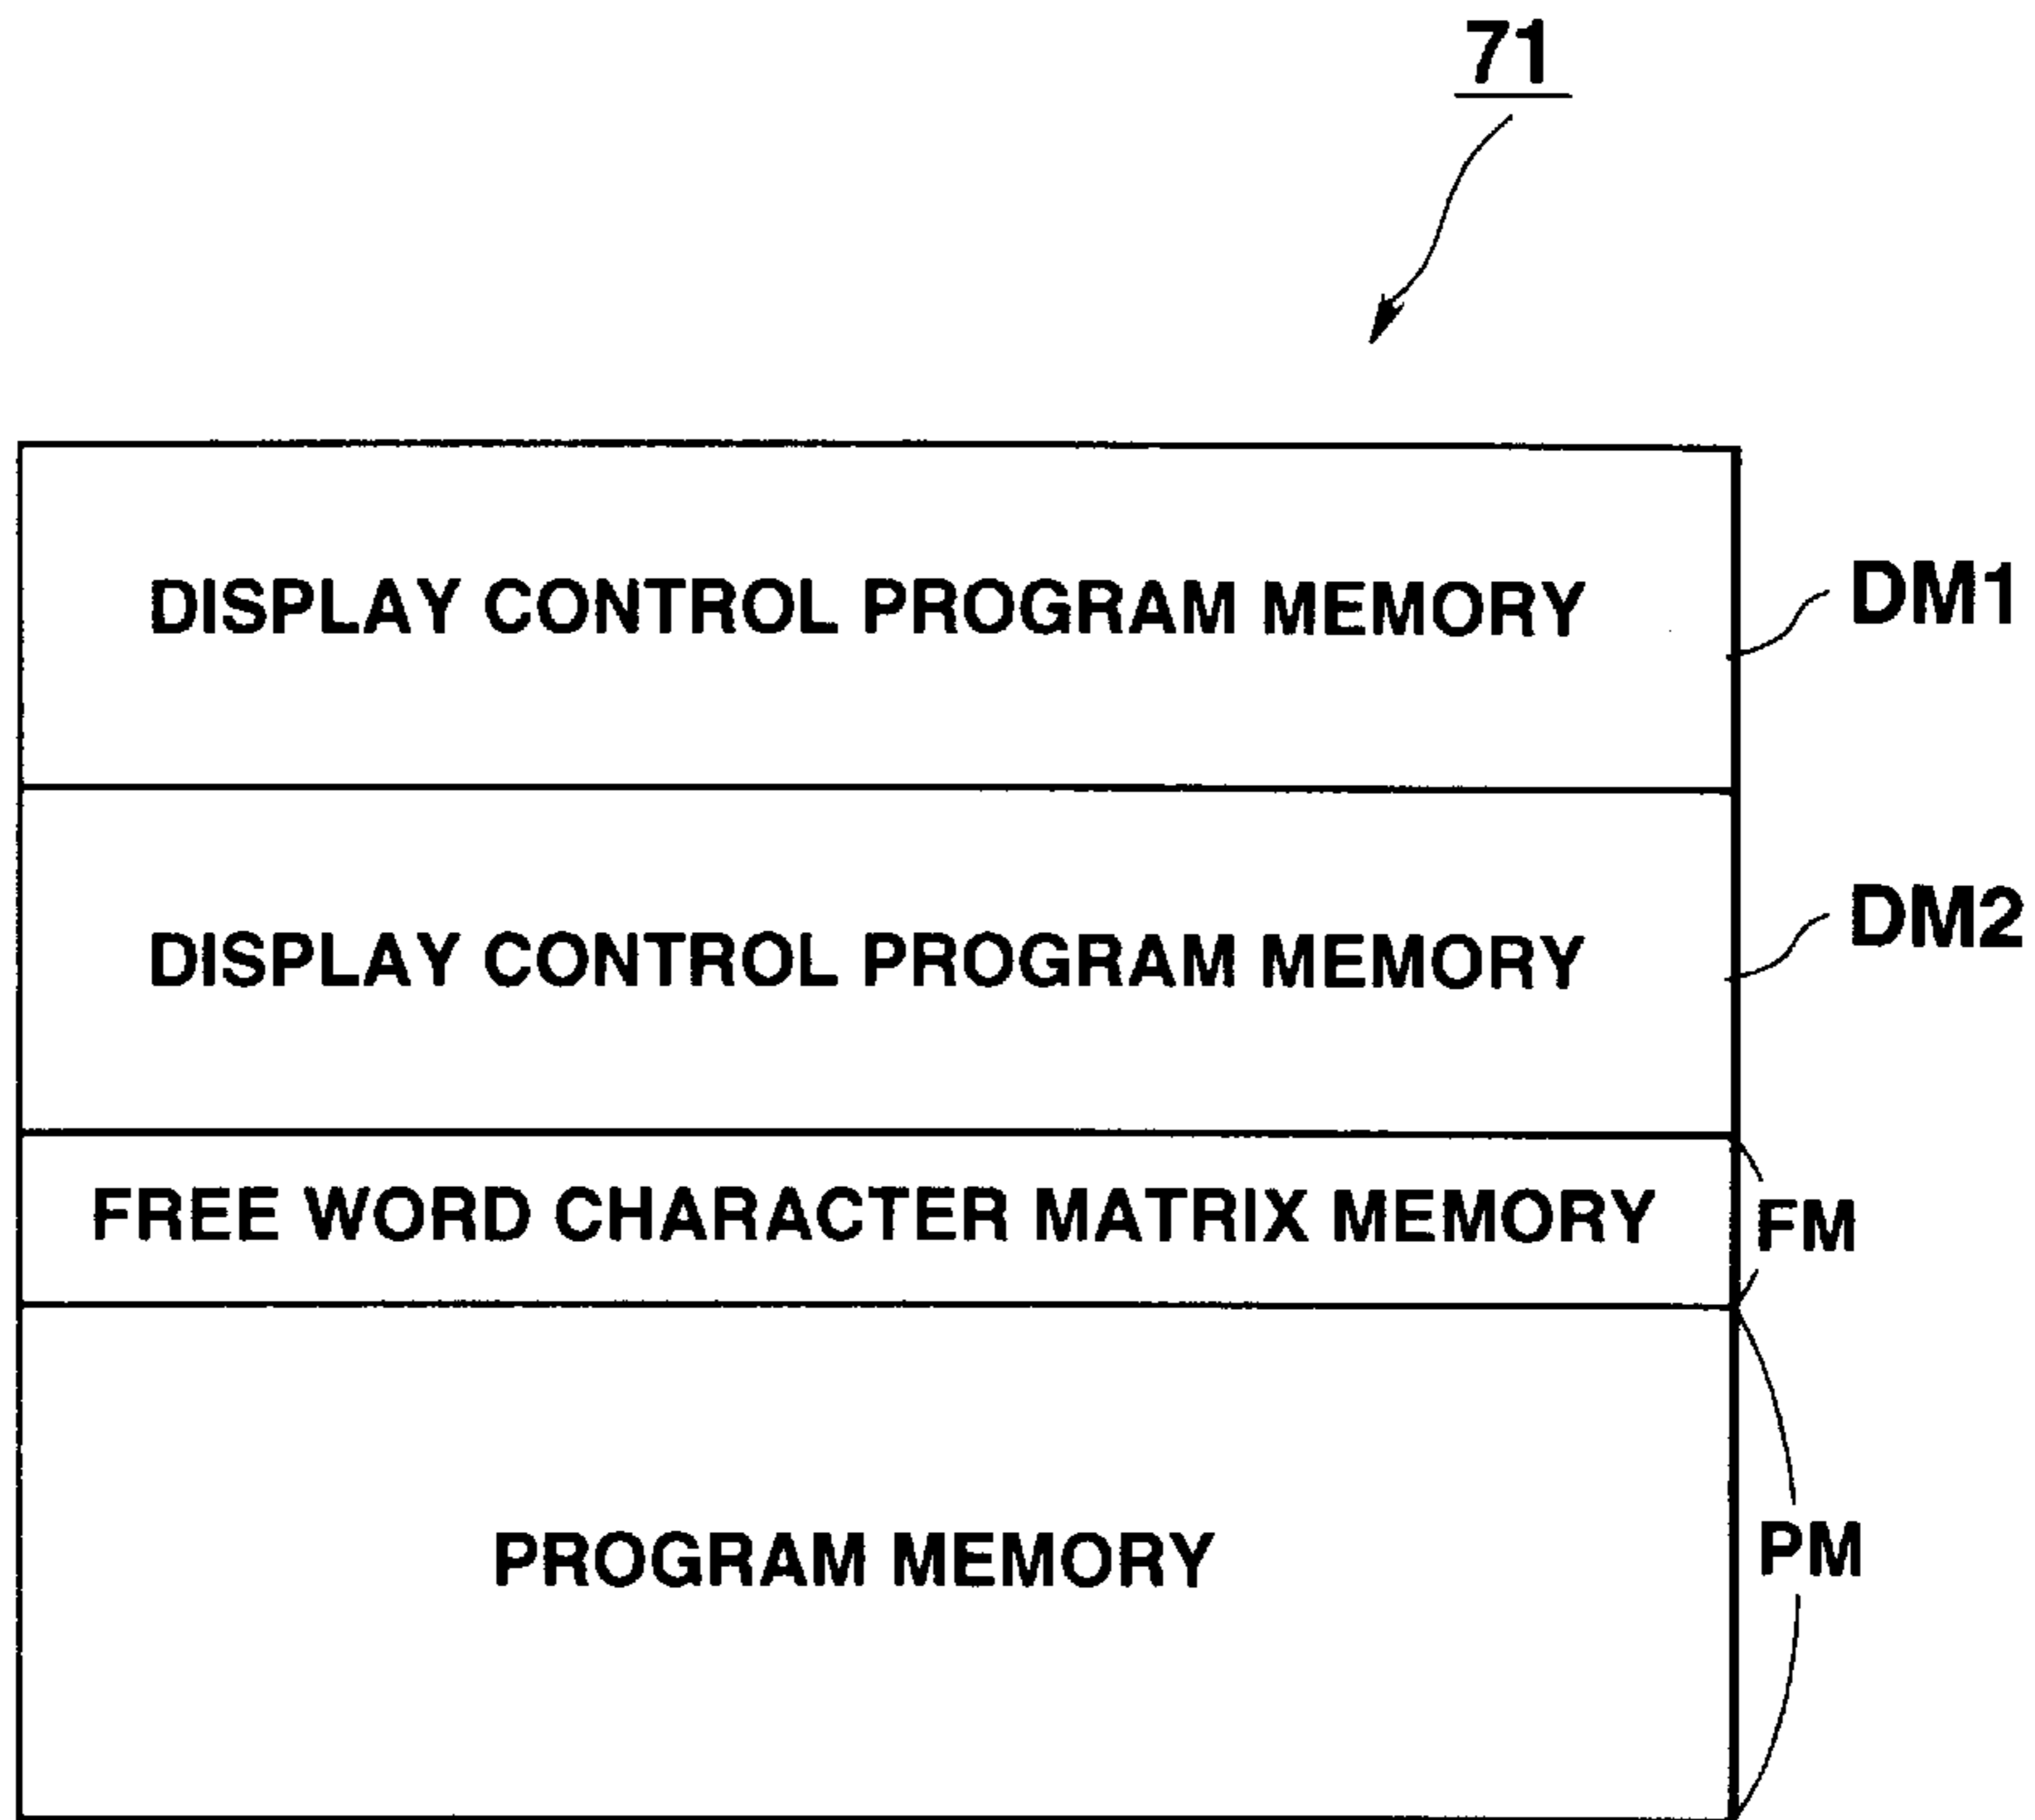 71
DISPLAY CONTROL PROGRAM MEMORY
DM1
DISPLAY CONTROL PROGRAM MEMORY
DM2
FREE WORD CHARACTER MATRIX MEMORY
FM
PROGRAM MEMORY
PM